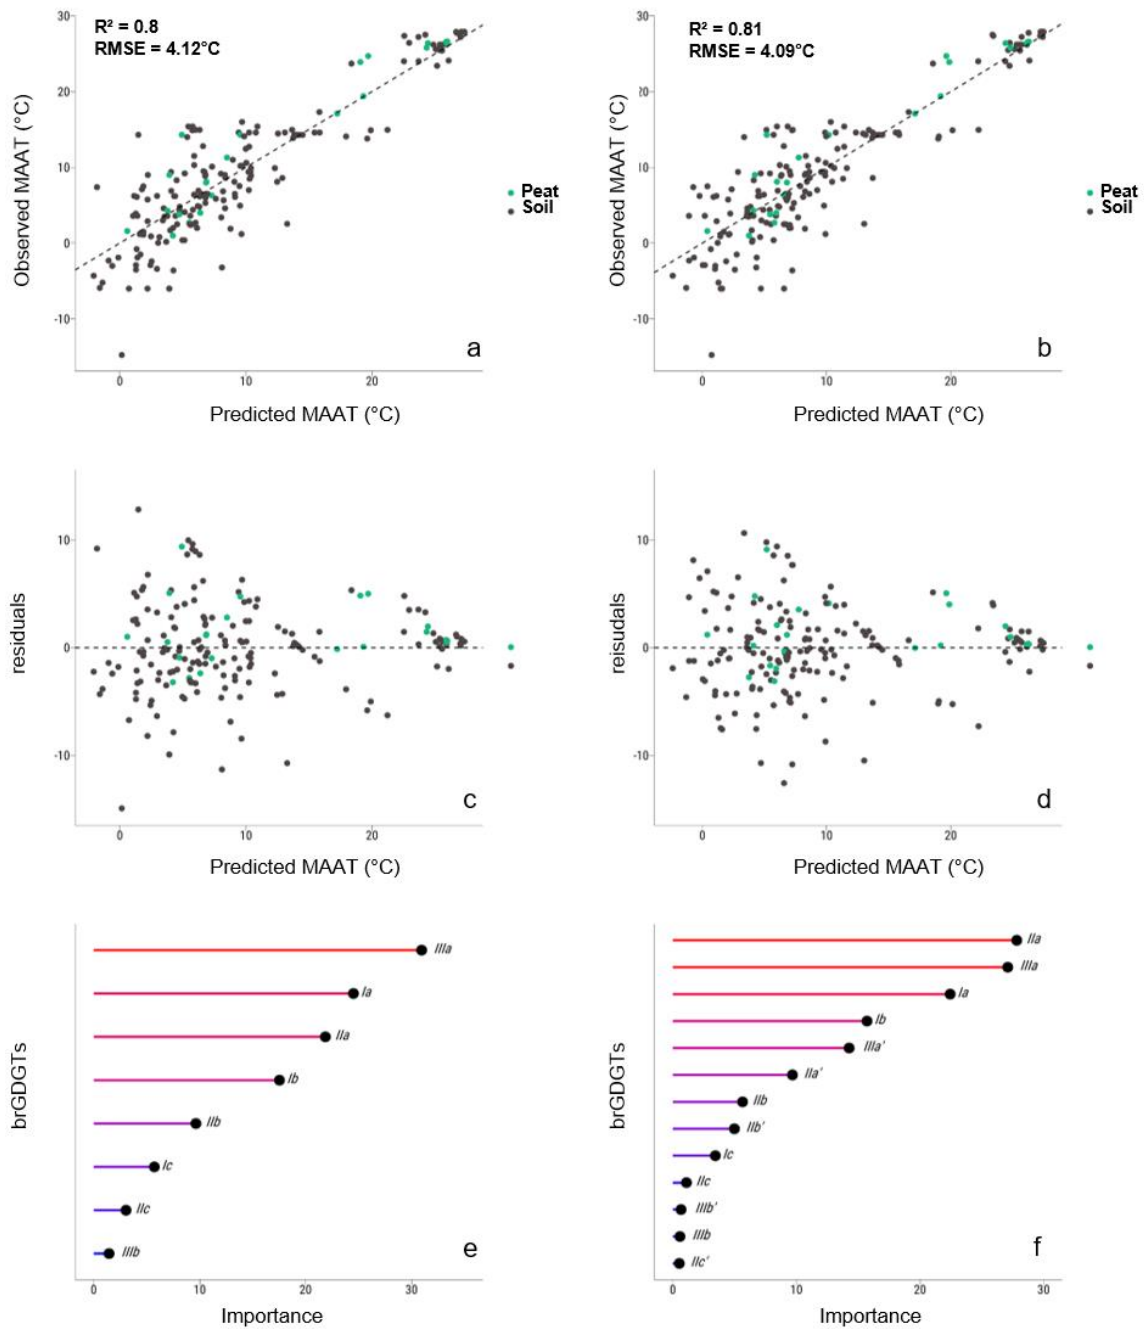 R² = 0.8
RMSE = 4.12°C
30
20
10
0
-10
Observed MAAT (°C)
0
10
20
Predicted MAAT (°C)
a
Peat
Soil
R² = 0.81
RMSE = 4.09°C
30
20
10
0
-10
Observed MAAT (°C)
0
10
20
Predicted MAAT (°C)
b
Peat
Soil
10
0
-10
residuals
0
10
20
Predicted MAAT (°C)
c
10
0
-10
reisudals
0
10
20
Predicted MAAT (°C)
d
brGDGTs
IIIa
Ia
IIa
Ib
IIb
Ic
IIc
IIIb
e
0
10
20
30
Importance
brGDGTs
IIa
IIIa
Ia
Ib
IIIa'
IIa'
IIb
IIb'
Ic
IIc
IIIb'
IIIb
IIc'
f
0
10
20
30
Importance